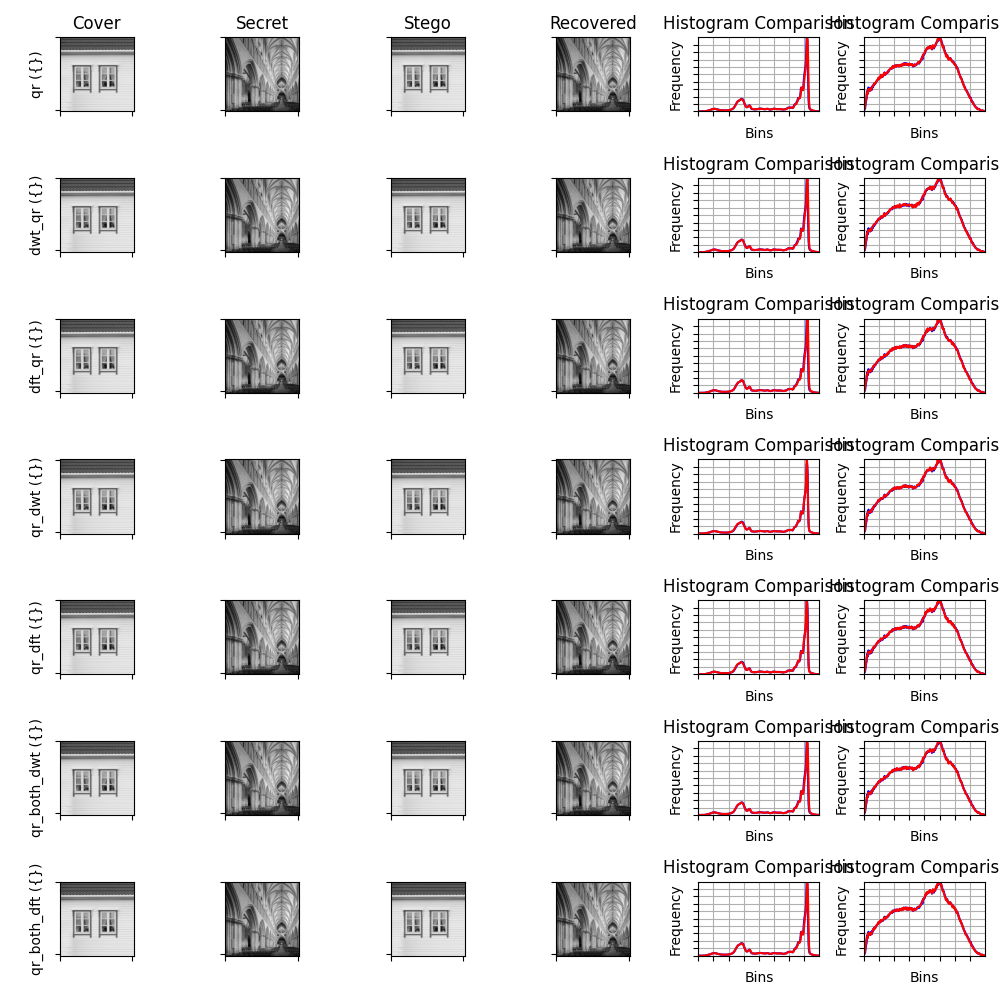 Cover Secret Stego Recovered Histogram Comparison Histogram Comparis
qr ({})
Frequency
Bins
Frequency
Bins
Histogram Comparison Histogram Comparis
dwt_qr ({})
Frequency
Bins
Frequency
Bins
Histogram Comparison Histogram Comparis
dft_qr ({})
Frequency
Bins
Frequency
Bins
Histogram Comparison Histogram Comparis
qr_dwt ({})
Frequency
Bins
Frequency
Bins
Histogram Comparison Histogram Comparis
qr_dft ({})
Frequency
Bins
Frequency
Bins
Histogram Comparison Histogram Comparis
qr_both_dwt ({})
Frequency
Bins
Frequency
Bins
Histogram Comparison Histogram Comparis
qr_both_dft ({})
Frequency
Bins
Frequency
Bins